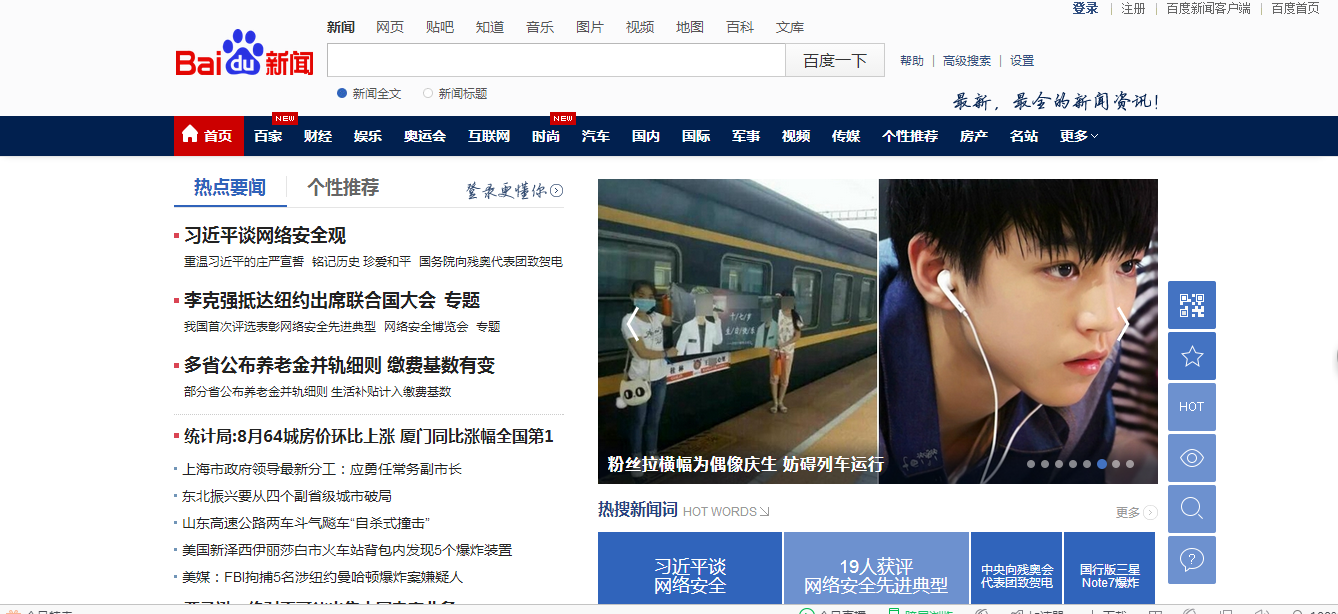 登录 | 注册 | 百度新闻客户端 | 百度首页
新闻 网页 贴吧 知道 音乐 图片 视频 地图 百科 文库
Bai du 新闻
百度一下
帮助 | 高级搜索 | 设置
新闻全文 新闻标题
最新，最全的新闻资讯！
NEW NEW
首页 百家 财经 娱乐 奥运会 互联网 时尚 汽车 国内 国际 军事 视频 传媒 个性推荐 房产 名站 更多
热点要闻 个性推荐 登录更懂你
习近平谈网络安全观
重温习近平的庄严宣誓 铭记历史 珍爱和平 国务院向残奥代表团致贺电
李克强抵达纽约出席联合国大会 专题
我国首次评选表彰网络安全先进典型 网络安全博览会 专题
多省公布养老金并轨细则 缴费基数有变
部分省公布养老金并轨细则 生活补贴计入缴费基数
统计局:8月64城房价环比上涨 厦门同比涨幅全国第1
上海市政府领导最新分工：应勇任常务副市长
东北振兴要从四个副省级城市破局
山东高速公路两车斗气飚车“自杀式撞击”
美国新泽西伊丽莎白市火车站背包内发现5个爆炸装置
美媒：FBI拘捕5名涉纽约曼哈顿爆炸案嫌疑人
十七岁
生日快乐
粉丝拉横幅为偶像庆生 妨碍列车运行
热搜新闻词 HOT WORDS 更多
习近平谈
网络安全
19人获评
网络安全先进典型
中央向残奥会
代表团致贺电
国行版三星
Note7爆炸
HOT
?